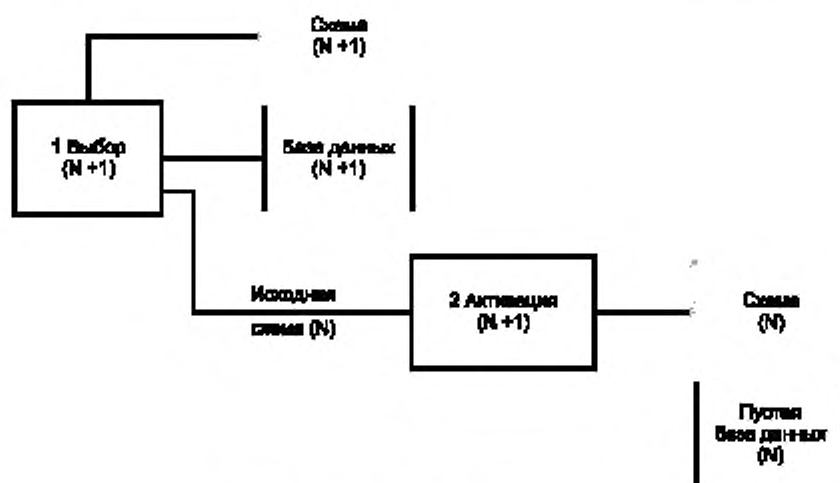 Схема
(N +1)
1 Выбор
(N +1)
База данных
(N +1)
Исходная
схема (N)
2 Активация
(N +1)
Схема
(N)
Пустая
база данных
(N)